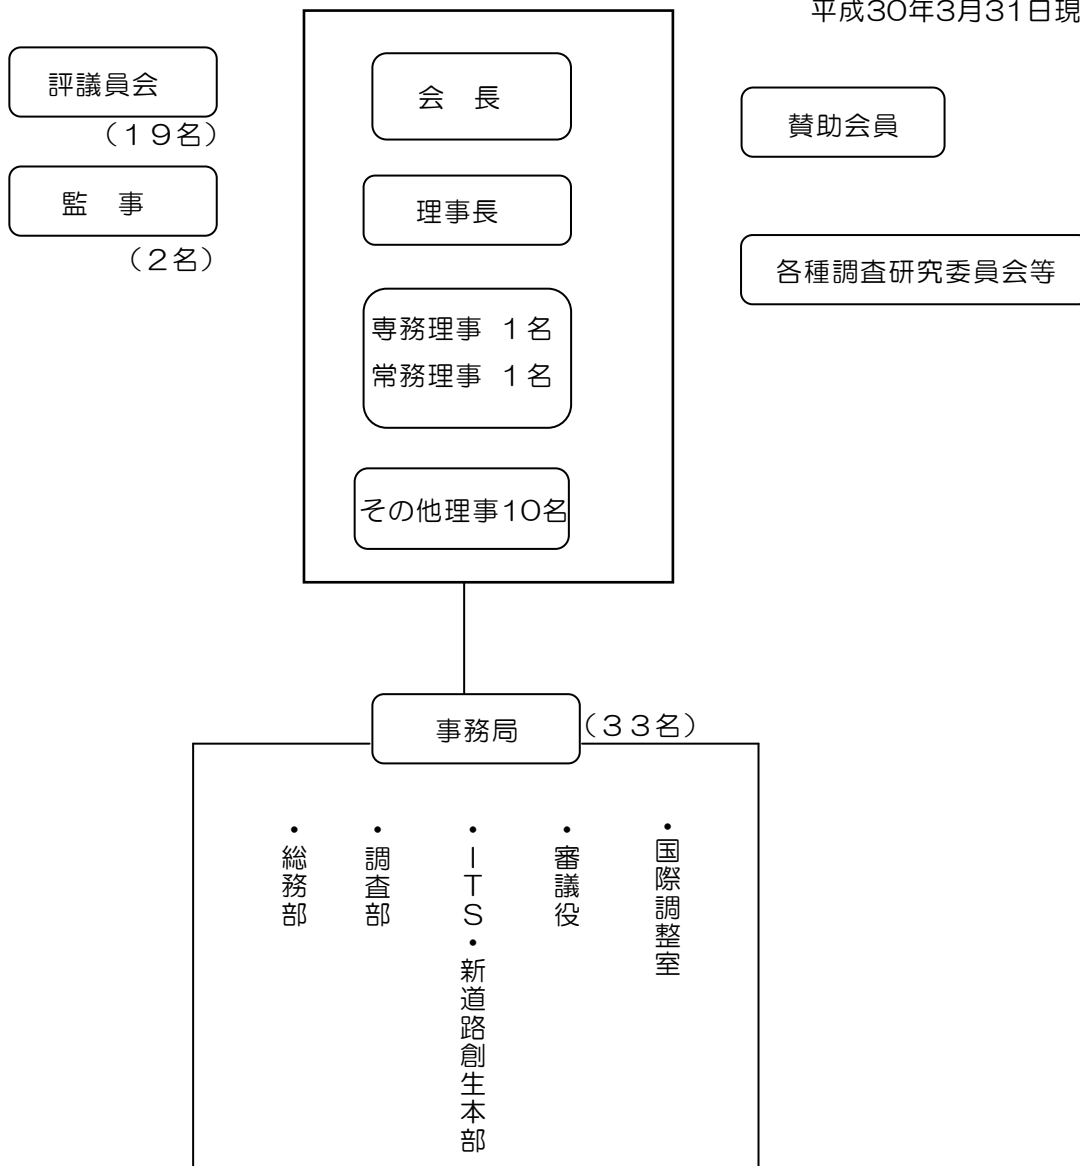 平成30年3月31日現
評議員会
（１９名）
監　事
（２名）
会　長
理事長
専務理事　１名
常務理事　１名
その他理事10名
賛助会員
各種調査研究委員会等
事務局
（３３名）
・総務部
・調査部
・ＩＴＳ・新道路創生本部
・審議役
・国際調整室